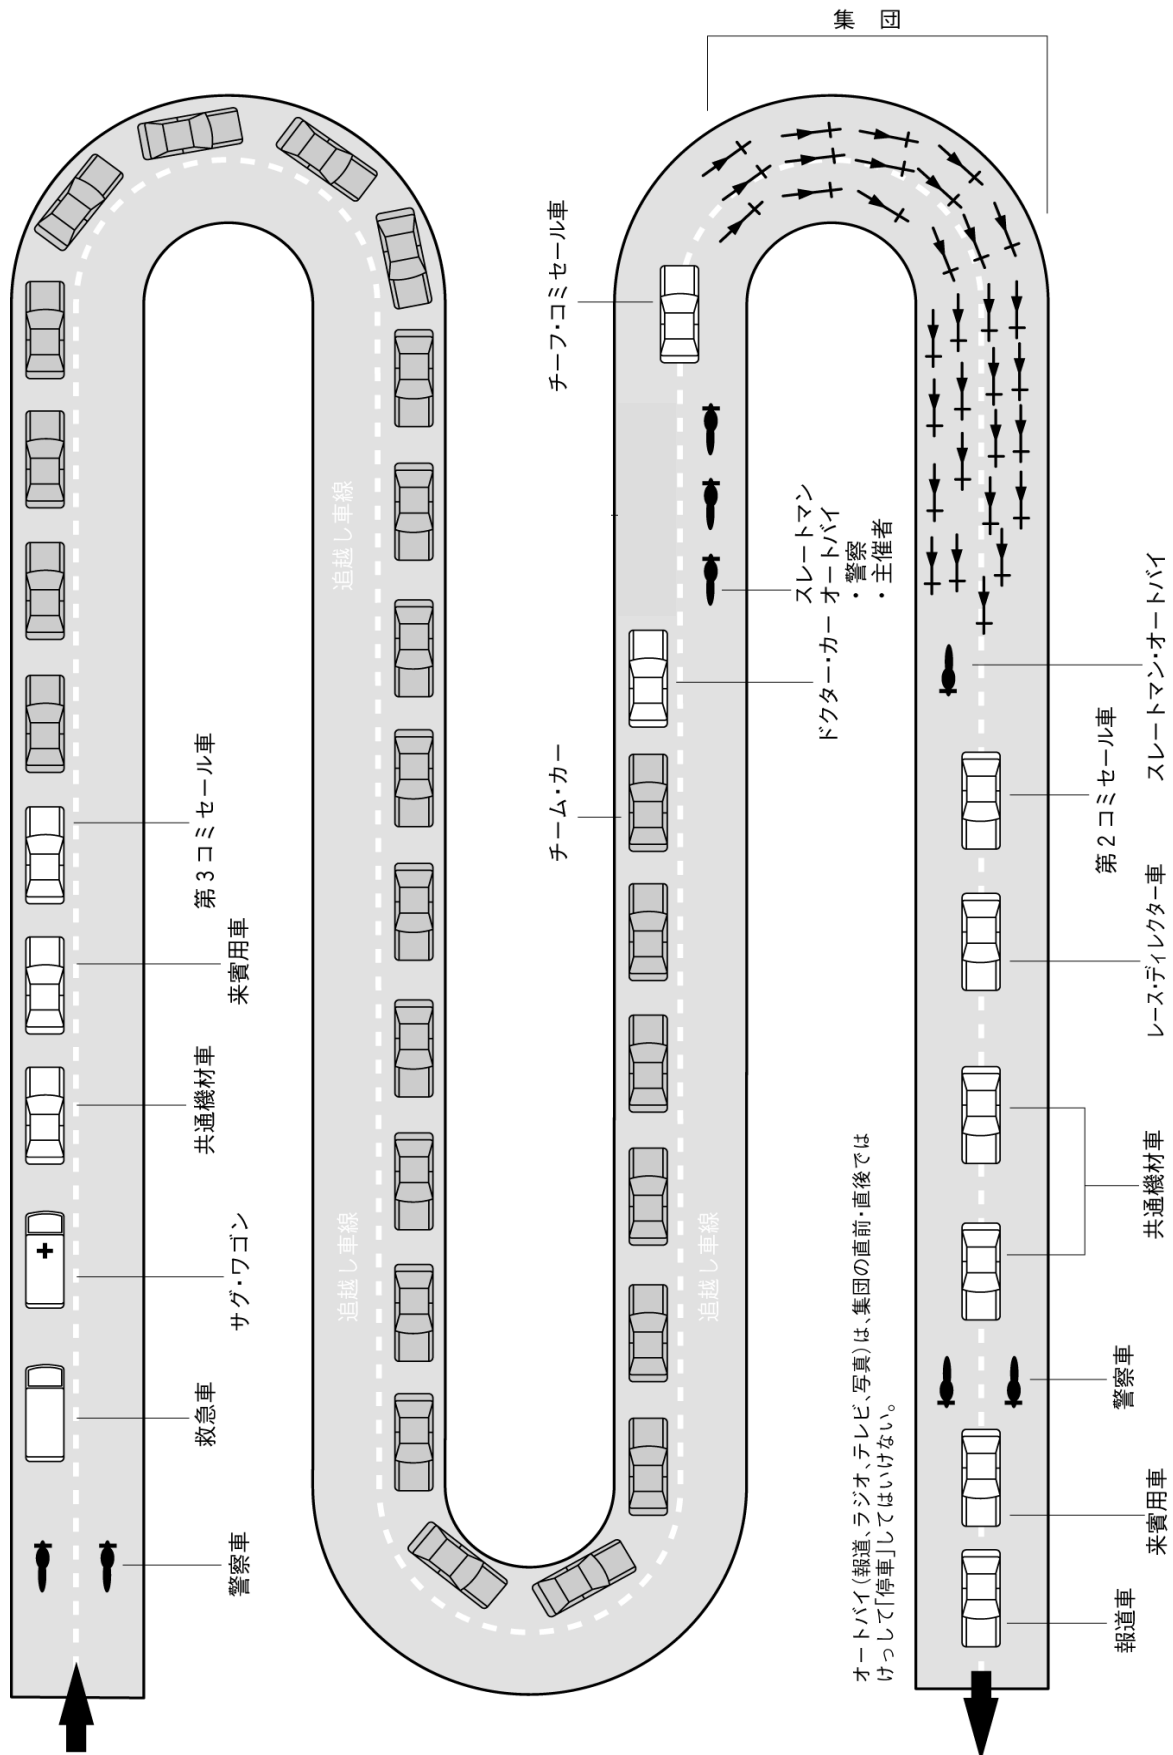 集団
チーフ・コミセール車
スレートマン
オートバイ
・警察
・主催者
ドクター・カー
チーム・カー
第3コミセール車
来賓用車
共通機材車
サグ・ワゴン
救急車
警察車
追越し車線
追越し車線
追越し車線
スレートマン・オートバイ
第2コミセール車
レース・ディレクター車
共通機材車
警察車
来賓用車
報道車
オートバイ(報道、ラジオ、テレビ、写真)は、集団の直前・直後では
けっして「停車」してはいけない。